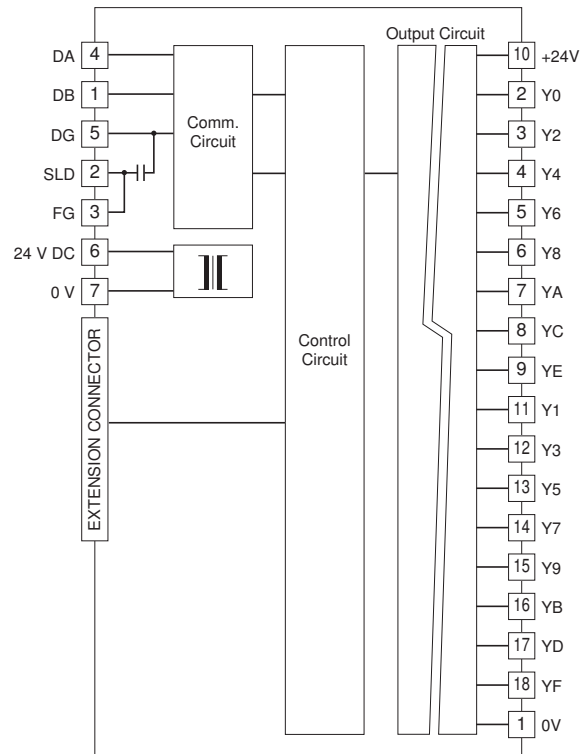 Output Circuit
DA 4
DB 1
DG 5
SLD 2
FG 3
24 V DC 6
0 V 7
EXTENSION CONNECTOR
Comm.
Circuit
Control
Circuit
10 +24V
2 Y0
3 Y2
4 Y4
5 Y6
6 Y8
7 YA
8 YC
9 YE
11 Y1
12 Y3
13 Y5
14 Y7
15 Y9
16 YB
17 YD
18 YF
1 0V